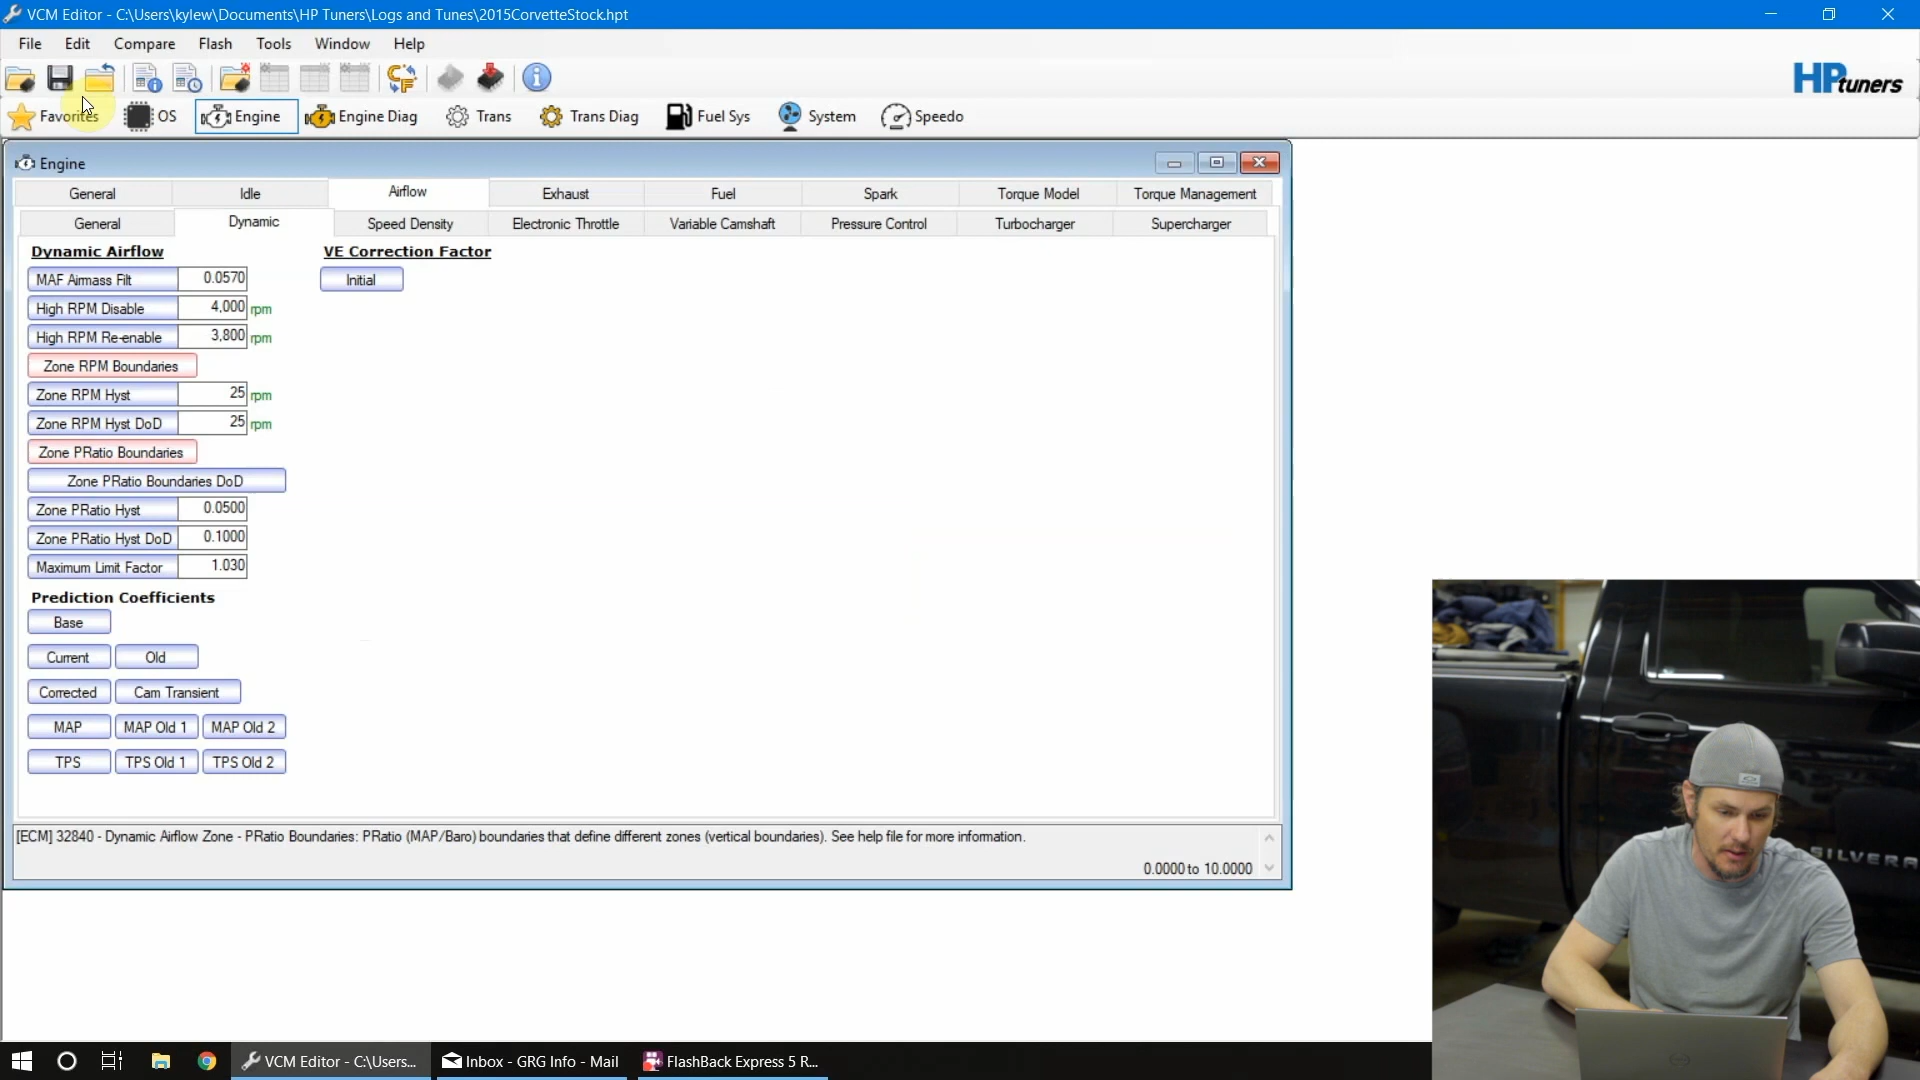 VCM Editor - C:\Users\kylew\Documents\HP Tuners\Logs and Tunes\2015CorvetteStock.hpt
File Edit Compare Flash Tools Window Help
HPtuners
Favorites OS Engine Engine Diag Trans Trans Diag Fuel Sys System Speedo
Engine
General Idle Airflow Exhaust Fuel Spark Torque Model Torque Management
General Dynamic Speed Density Electronic Throttle Variable Camshaft Pressure Control Turbocharger Supercharger
Dynamic Airflow VE Correction Factor
MAF Airmass Filt 0.0570 Initial
High RPM Disable 4,000 rpm
High RPM Re-enable 3,800 rpm
Zone RPM Boundaries
Zone RPM Hyst 25 rpm
Zone RPM Hyst DoD 25 rpm
Zone PRatio Boundaries
Zone PRatio Boundaries DoD
Zone PRatio Hyst 0.0500
Zone PRatio Hyst DoD 0.1000
Maximum Limit Factor 1.030
Prediction Coefficients
Base
Current Old
Corrected Cam Transient
MAP MAP Old 1 MAP Old 2
TPS TPS Old 1 TPS Old 2
[ECM] 32840 - Dynamic Airflow Zone - PRatio Boundaries: PRatio (MAP/Baro) boundaries that define different zones (vertical boundaries). See help file for more information.
0.0000 to 10.0000
SILVERA
VCM Editor - C:\Users... Inbox - GRG Info - Mail FlashBack Express 5 R...